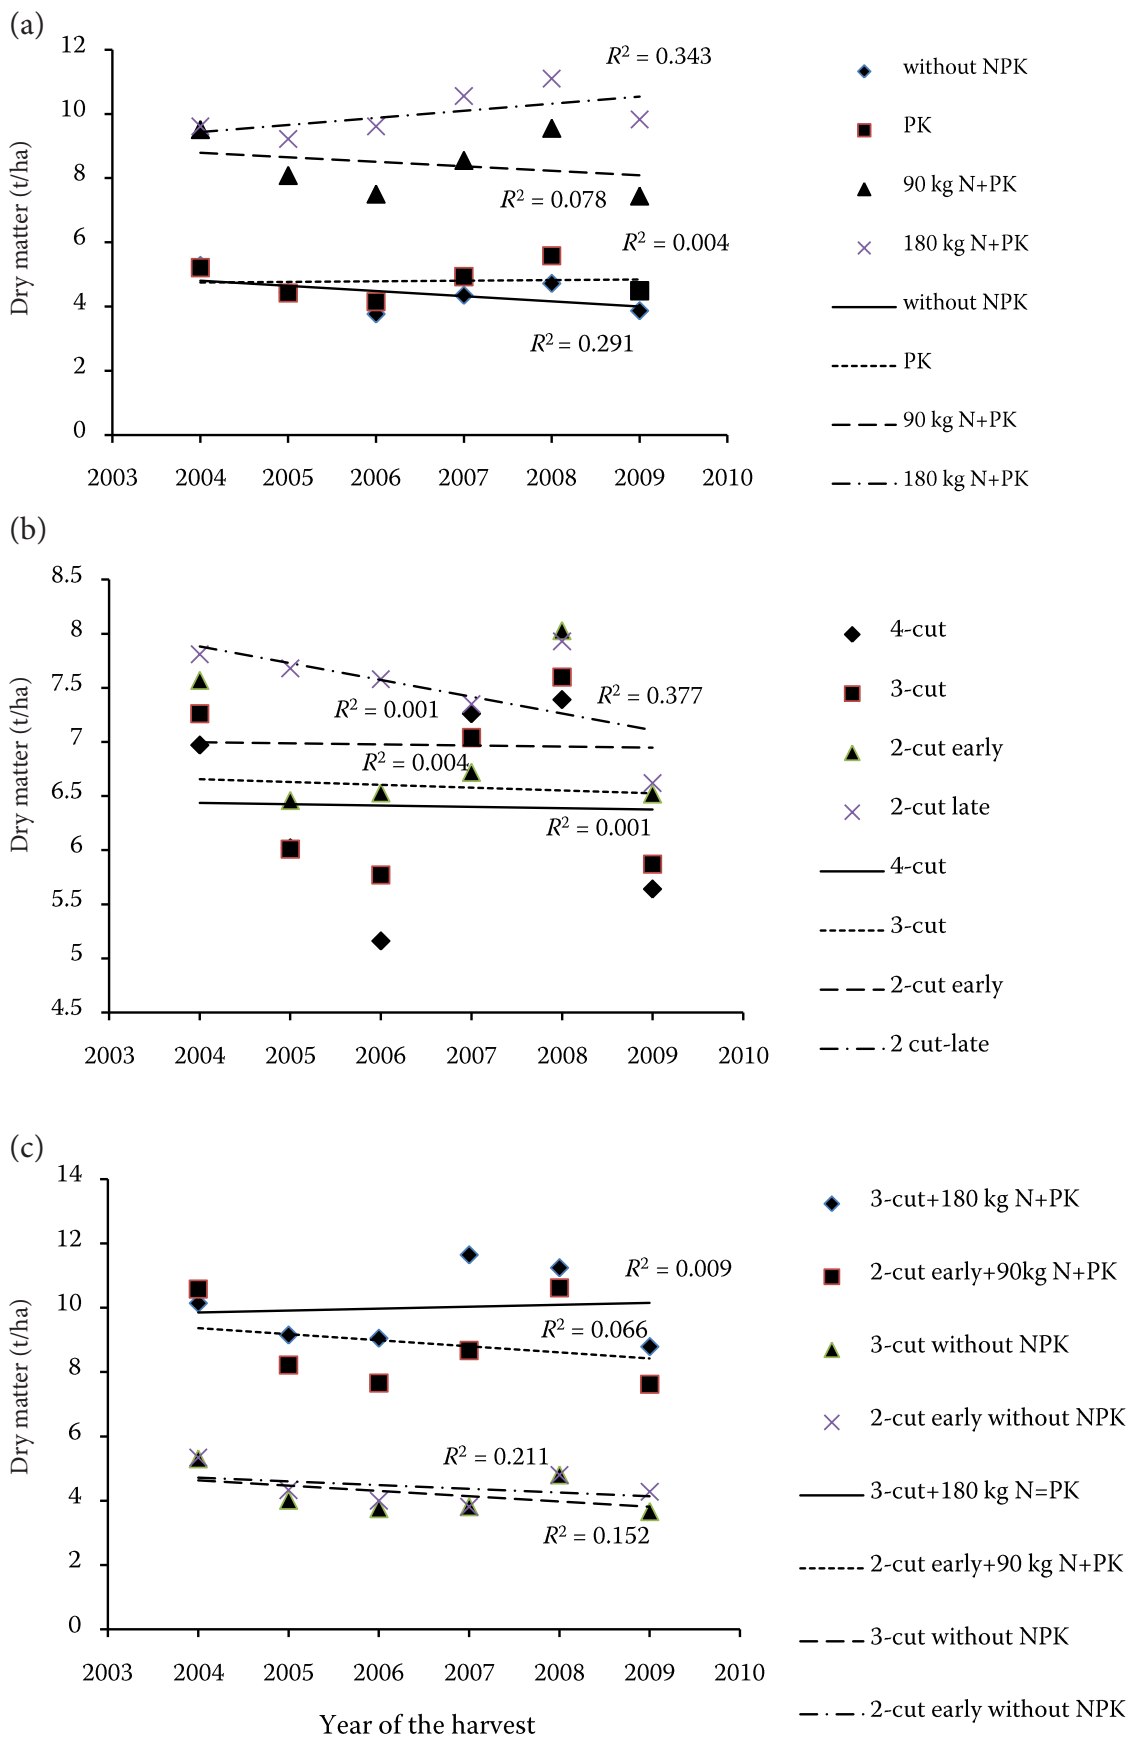 (a)
12
10
8
6
4
2
0
Dry matter (t/ha)
R² = 0.343
R² = 0.078
R² = 0.004
R² = 0.291
2003 2004 2005 2006 2007 2008 2009 2010
without NPK
PK
90 kg N+PK
180 kg N+PK
without NPK
PK
90 kg N+PK
180 kg N+PK
(b)
8.5
8
7.5
7
6.5
6
5.5
5
4.5
Dry matter (t/ha)
R² = 0.377
R² = 0.001
R² = 0.004
R² = 0.001
2003 2004 2005 2006 2007 2008 2009 2010
4-cut
3-cut
2-cut early
2-cut late
4-cut
3-cut
2-cut early
2 cut-late
(c)
14
12
10
8
6
4
2
0
Dry matter (t/ha)
R² = 0.009
R² = 0.066
R² = 0.211
R² = 0.152
2003 2004 2005 2006 2007 2008 2009 2010
Year of the harvest
3-cut+180 kg N+PK
2-cut early+90kg N+PK
3-cut without NPK
2-cut early without NPK
3-cut+180 kg N=PK
2-cut early+90 kg N+PK
3-cut without NPK
2-cut early without NPK